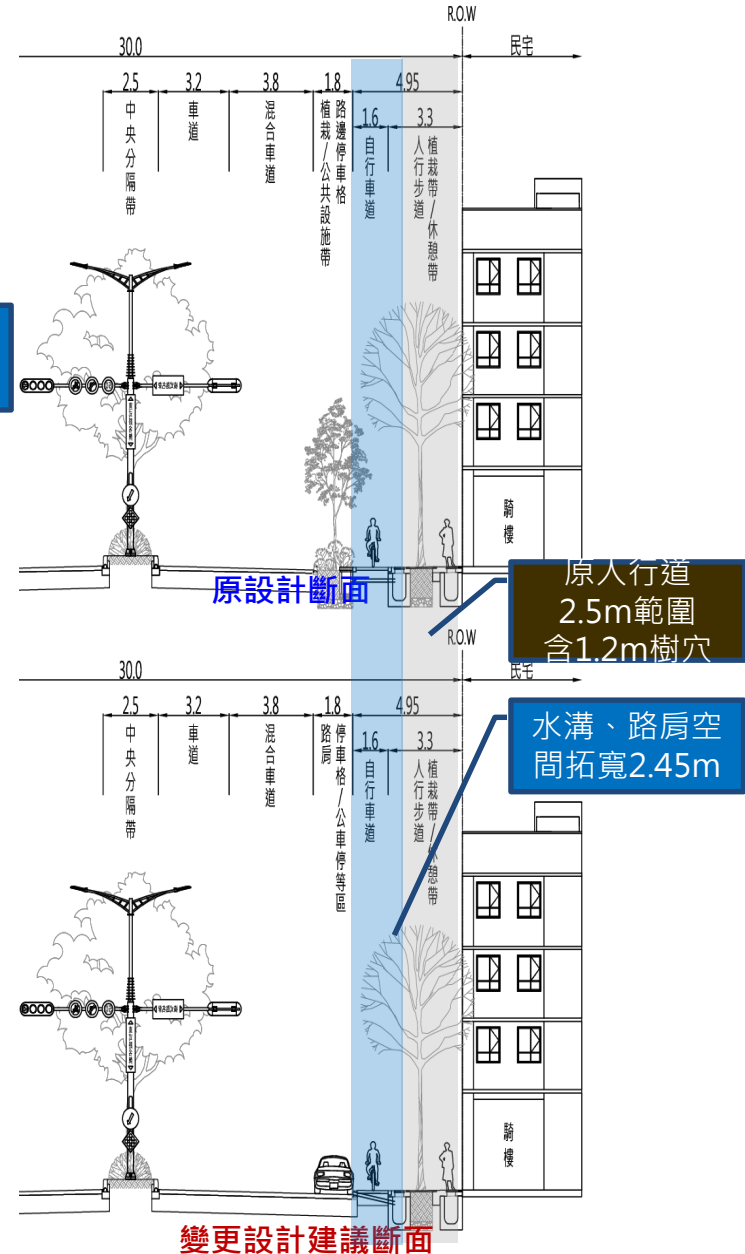 R.O.W
30.0
民宅
2.5
3.2
3.8
1.8
4.95
1.6
3.3
中央分隔帶
車道
混合車道
路邊停車格
植栽/公共設施帶
自行車道
植栽帶/休憩帶
人行步道
騎樓
原設計斷面
原人行道
2.5m範圍
含1.2m樹穴
R.O.W
30.0
民宅
2.5
3.2
3.8
1.8
4.95
1.6
3.3
中央分隔帶
車道
混合車道
停車格/公車停等區
路肩
自行車道
植栽帶/休憩帶
人行步道
水溝、路肩空
間拓寬2.45m
騎樓
變更設計建議斷面